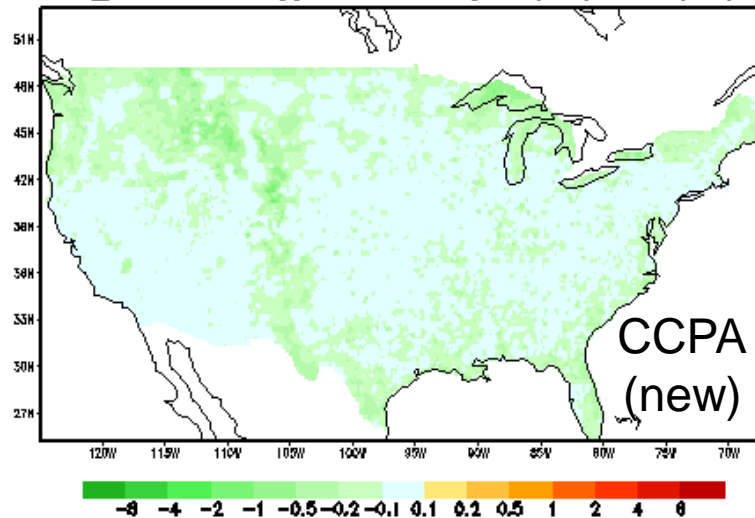 51N
48N
45N
42N
39N
36N
33N
30N
27N
CCPA
(new)
120W 115W 110W 105W 100W 95W 90W 85W 80W 75W 70W
-8 -4 -2 -1 -0.5 -0.2 -0.1 0.1 0.2 0.5 1 2 4 8